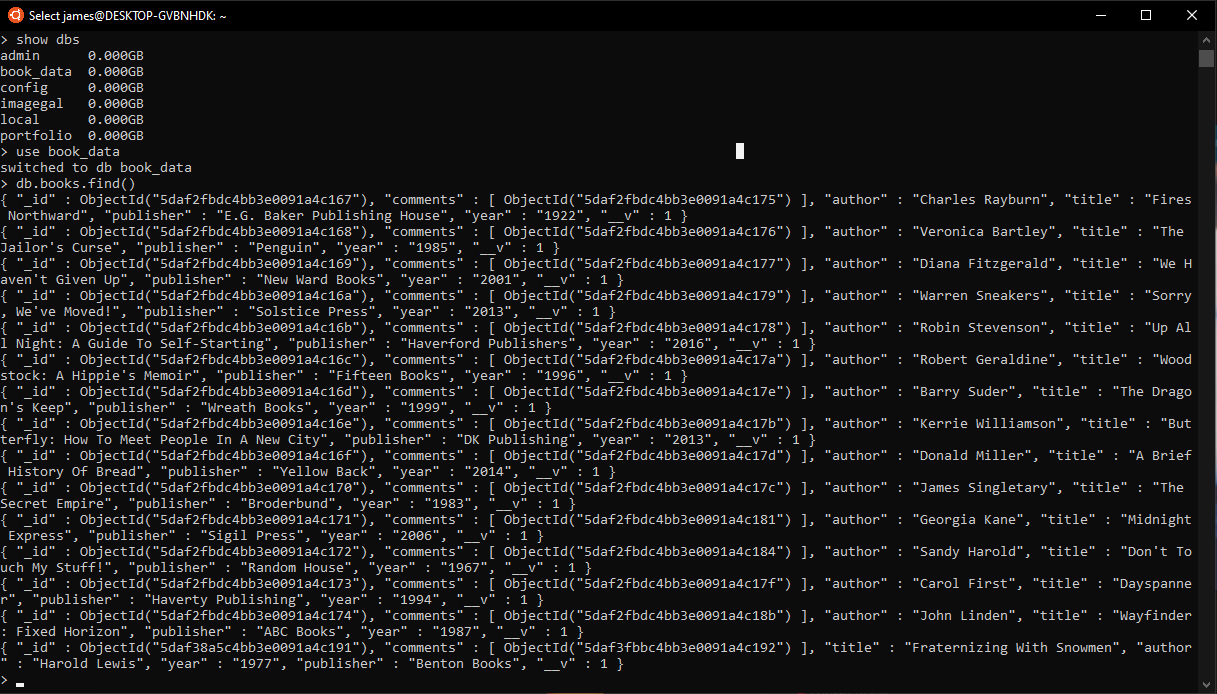 Select james@DESKTOP-GVBNHDK: ~
> show dbs
admin      0.000GB
book_data  0.000GB
config     0.000GB
imagegal   0.000GB
local      0.000GB
portfolio  0.000GB
> use book_data
switched to db book_data
> db.books.find()
{ "_id" : ObjectId("5daf2fbdc4bb3e0091a4c167"), "comments" : [ ObjectId("5daf2fbdc4bb3e0091a4c175") ], "author" : "Charles Rayburn", "title" : "Fires
 Northward", "publisher" : "E.G. Baker Publishing House", "year" : "1922", "__v" : 1 }
{ "_id" : ObjectId("5daf2fbdc4bb3e0091a4c168"), "comments" : [ ObjectId("5daf2fbdc4bb3e0091a4c176") ], "author" : "Veronica Bartley", "title" : "The
Jailor's Curse", "publisher" : "Penguin", "year" : "1985", "__v" : 1 }
{ "_id" : ObjectId("5daf2fbdc4bb3e0091a4c169"), "comments" : [ ObjectId("5daf2fbdc4bb3e0091a4c177") ], "author" : "Diana Fitzgerald", "title" : "We H
aven't Given Up", "publisher" : "New Ward Books", "year" : "2001", "__v" : 1 }
{ "_id" : ObjectId("5daf2fbdc4bb3e0091a4c16a"), "comments" : [ ObjectId("5daf2fbdc4bb3e0091a4c179") ], "author" : "Warren Sneakers", "title" : "Sorry
, We've Moved!", "publisher" : "Solstice Press", "year" : "2013", "__v" : 1 }
{ "_id" : ObjectId("5daf2fbdc4bb3e0091a4c16b"), "comments" : [ ObjectId("5daf2fbdc4bb3e0091a4c178") ], "author" : "Robin Stevenson", "title" : "Up Al
l Night: A Guide To Self-Starting", "publisher" : "Haverford Publishers", "year" : "2016", "__v" : 1 }
{ "_id" : ObjectId("5daf2fbdc4bb3e0091a4c16c"), "comments" : [ ObjectId("5daf2fbdc4bb3e0091a4c17a") ], "author" : "Robert Geraldine", "title" : "Wood
stock: A Hippie's Memoir", "publisher" : "Fifteen Books", "year" : "1996", "__v" : 1 }
{ "_id" : ObjectId("5daf2fbdc4bb3e0091a4c16d"), "comments" : [ ObjectId("5daf2fbdc4bb3e0091a4c17e") ], "author" : "Barry Suder", "title" : "The Drago
n's Keep", "publisher" : "Wreath Books", "year" : "1999", "__v" : 1 }
{ "_id" : ObjectId("5daf2fbdc4bb3e0091a4c16e"), "comments" : [ ObjectId("5daf2fbdc4bb3e0091a4c17b") ], "author" : "Kerrie Williamson", "title" : "But
terfly: How To Meet People In A New City", "publisher" : "DK Publishing", "year" : "2013", "__v" : 1 }
{ "_id" : ObjectId("5daf2fbdc4bb3e0091a4c16f"), "comments" : [ ObjectId("5daf2fbdc4bb3e0091a4c17d") ], "author" : "Donald Miller", "title" : "A Brief
 History Of Bread", "publisher" : "Yellow Back", "year" : "2014", "__v" : 1 }
{ "_id" : ObjectId("5daf2fbdc4bb3e0091a4c170"), "comments" : [ ObjectId("5daf2fbdc4bb3e0091a4c17c") ], "author" : "James Singletary", "title" : "The
Secret Empire", "publisher" : "Broderbund", "year" : "1983", "__v" : 1 }
{ "_id" : ObjectId("5daf2fbdc4bb3e0091a4c171"), "comments" : [ ObjectId("5daf2fbdc4bb3e0091a4c181") ], "author" : "Georgia Kane", "title" : "Midnight
 Express", "publisher" : "Sigil Press", "year" : "2006", "__v" : 1 }
{ "_id" : ObjectId("5daf2fbdc4bb3e0091a4c172"), "comments" : [ ObjectId("5daf2fbdc4bb3e0091a4c184") ], "author" : "Sandy Harold", "title" : "Don't To
uch My Stuff!", "publisher" : "Random House", "year" : "1967", "__v" : 1 }
{ "_id" : ObjectId("5daf2fbdc4bb3e0091a4c173"), "comments" : [ ObjectId("5daf2fbdc4bb3e0091a4c17f") ], "author" : "Carol First", "title" : "Dayspanne
r", "publisher" : "Haverty Publishing", "year" : "1994", "__v" : 1 }
{ "_id" : ObjectId("5daf2fbdc4bb3e0091a4c174"), "comments" : [ ObjectId("5daf2fbdc4bb3e0091a4c18b") ], "author" : "John Linden", "title" : "Wayfinder
: Fixed Horizon", "publisher" : "ABC Books", "year" : "1987", "__v" : 1 }
{ "_id" : ObjectId("5daf38a5c4bb3e0091a4c191"), "comments" : [ ObjectId("5daf3fbbc4bb3e0091a4c192") ], "title" : "Fraternizing With Snowmen", "author
" : "Harold Lewis", "year" : "1977", "publisher" : "Benton Books", "__v" : 1 }
>